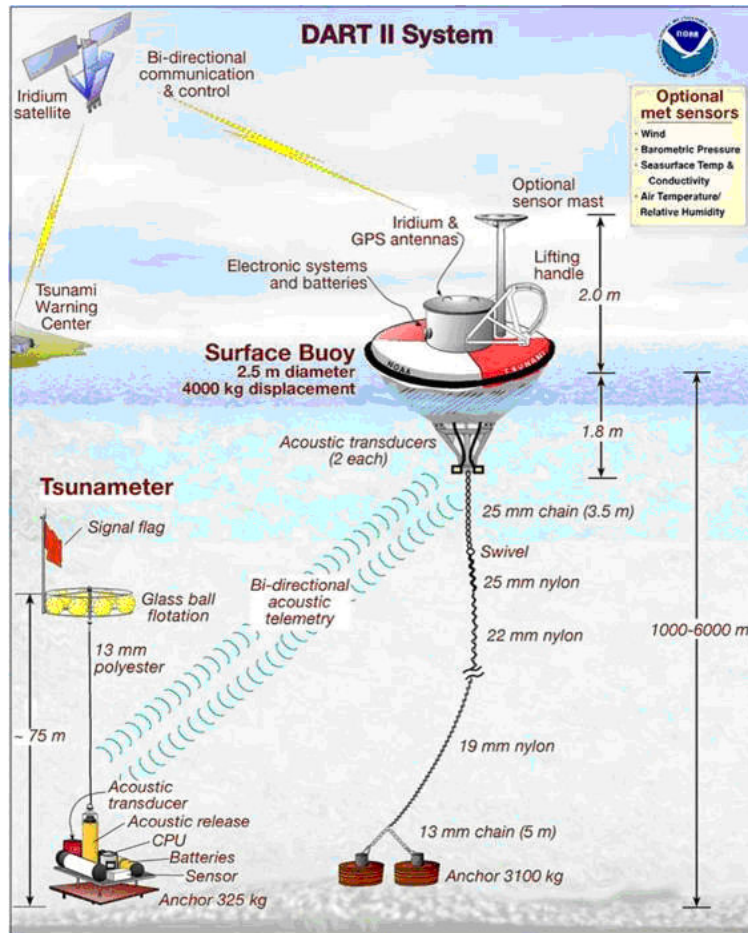 DART II System
noaa
Iridium
satellite
Bi-directional
communication
& control
Optional
met sensors
· Wind
· Barometric Pressure
· Seasurface Temp &
Conductivity
· Air Temperature/
Relative Humidity
Optional
sensor mast
Iridium &
GPS antennas
Lifting
handle
Electronic systems
and batteries
2.0 m
Tsunami
Warning
Center
Surface Buoy
2.5 m diameter
4000 kg displacement
NOAA
TSUNAMI
1.8 m
Acoustic transducers
(2 each)
Tsunameter
Signal flag
25 mm chain (3.5 m)
Swivel
25 mm nylon
Glass ball
flotation
Bi-directional
acoustic
telemetry
22 mm nylon
1000-6000 m
13 mm
polyester
~ 75 m
19 mm nylon
Acoustic
transducer
Acoustic release
CPU
Batteries
Sensor
Anchor 325 kg
13 mm chain (5 m)
Anchor 3100 kg